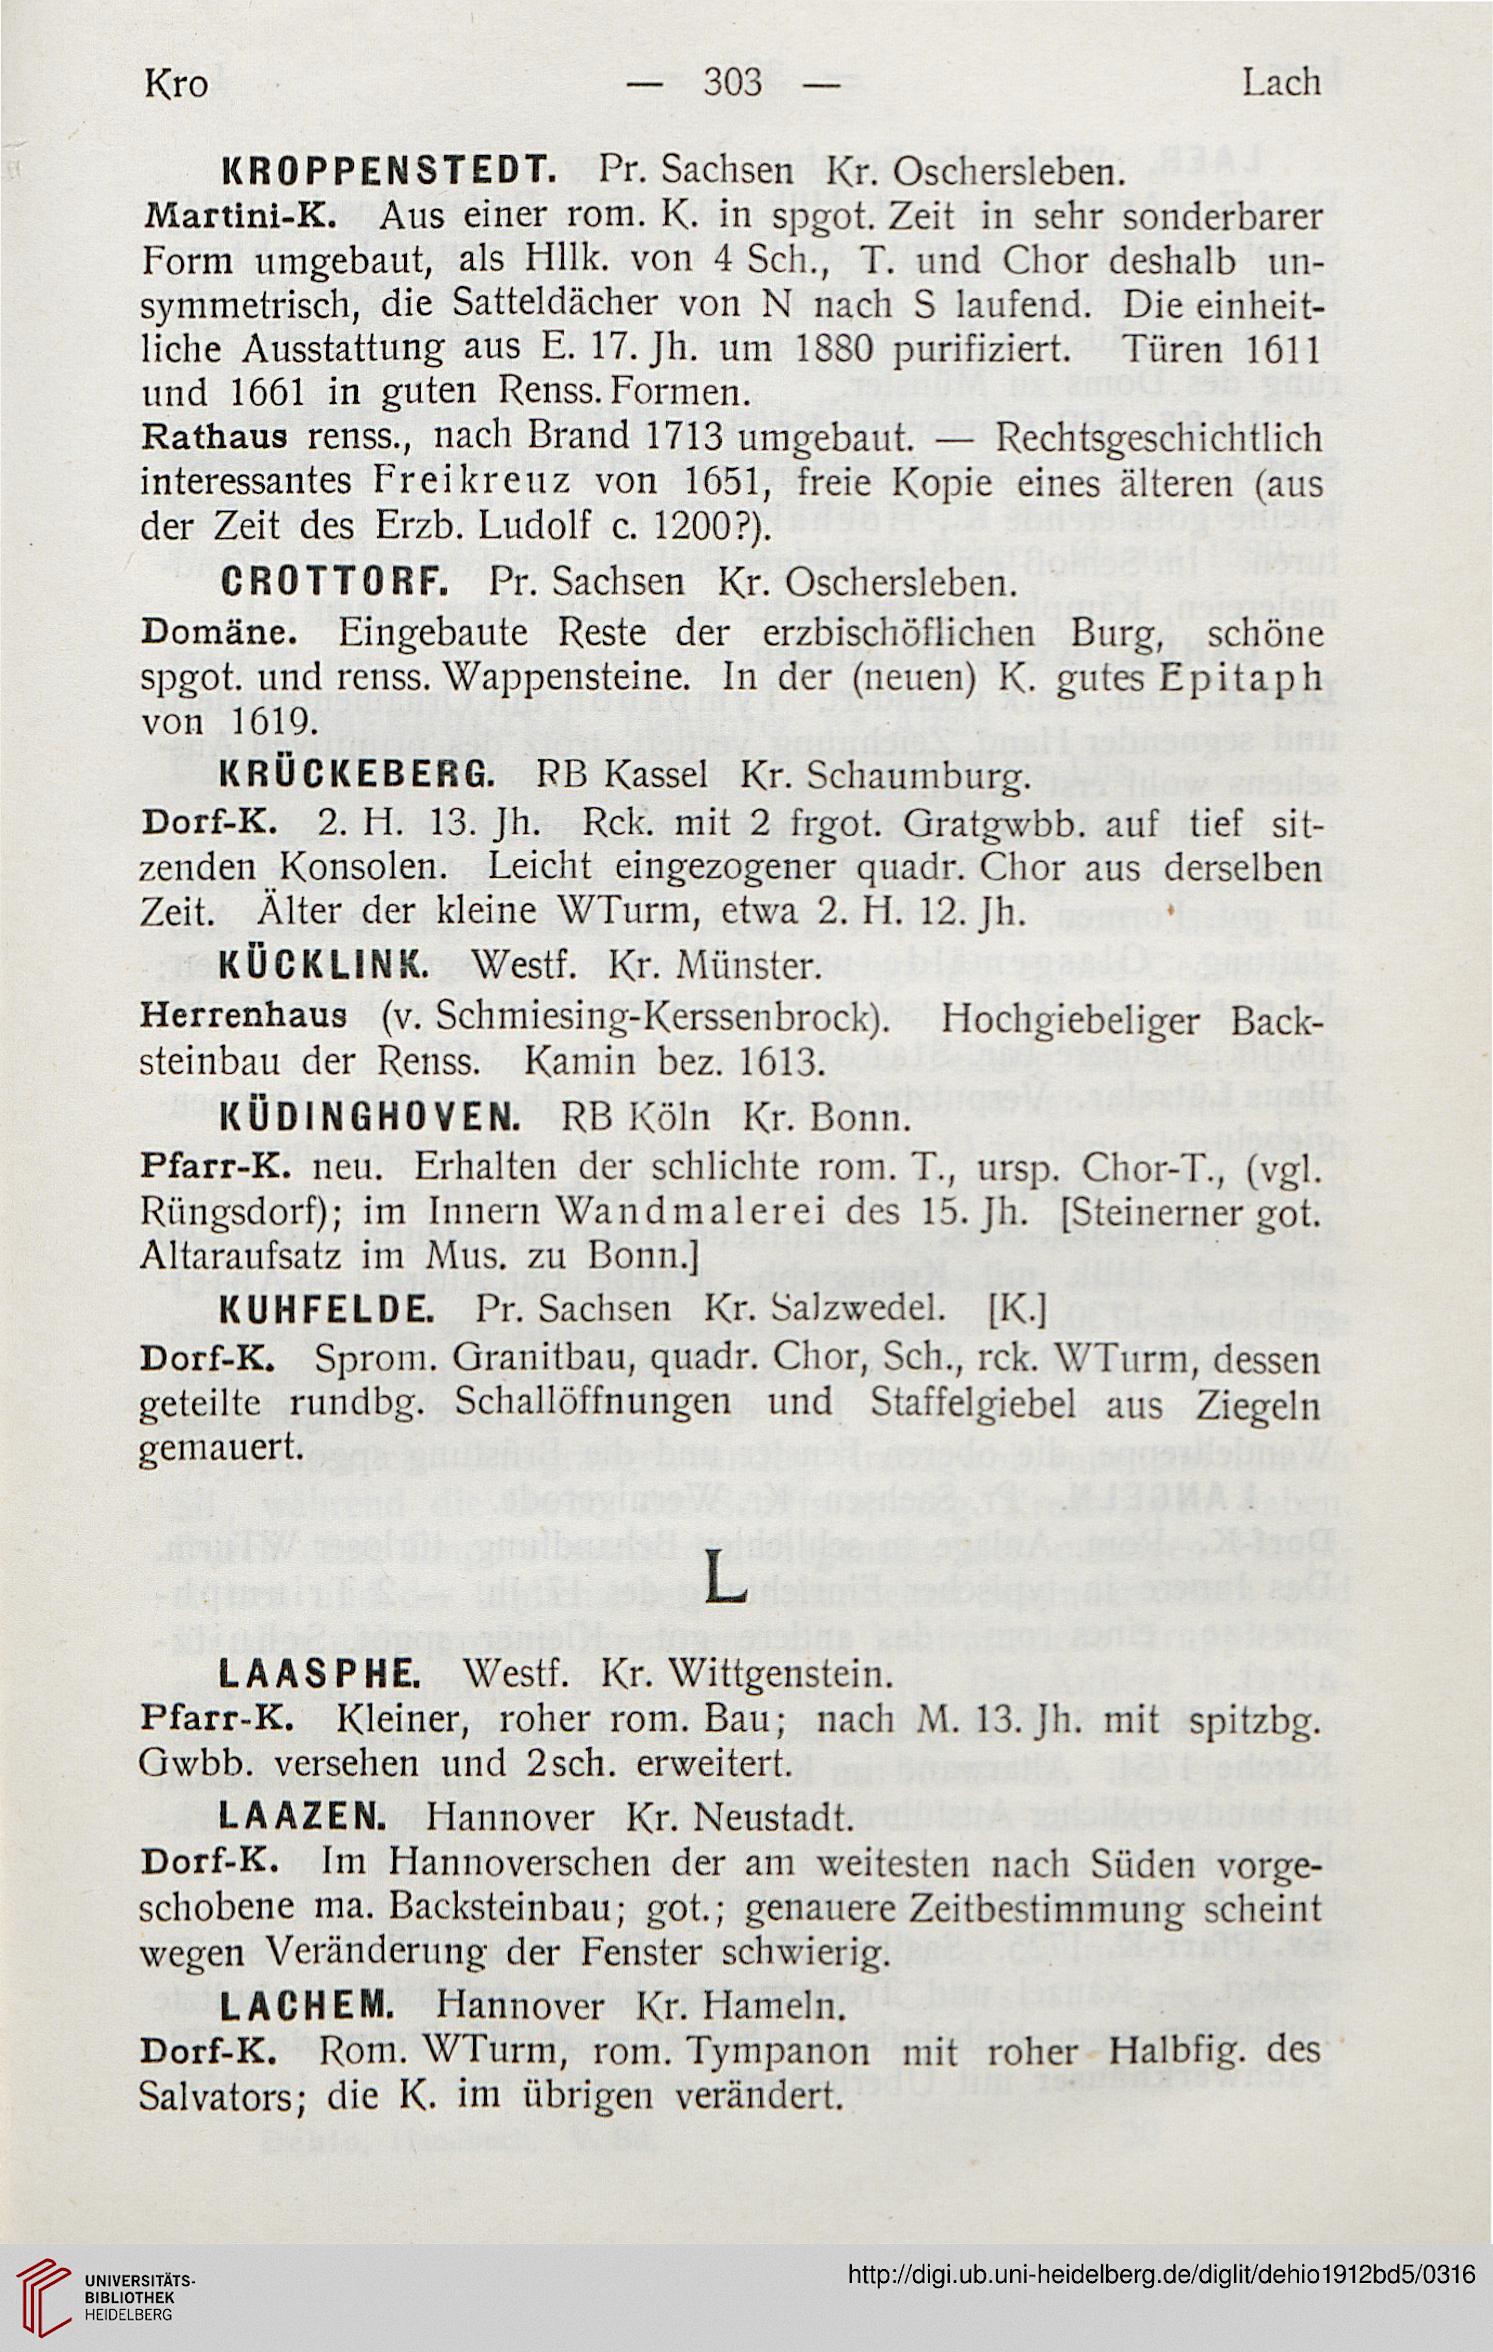 Kro — 303 — Lach
KROPPENSTEDT. Pr. Sachsen Kr. Oschersleben.
Martini-K. Aus einer rom. K. in spgot. Zeit in sehr sonderbarer
Form umgebaut, als Hllk. von 4 Sch., T. und Chor deshalb un-
symmetrisch, die Satteldächer von N nach S laufend. Die einheit-
liche Ausstattung aus E. 17. Jh. um 1880 purifiziert. Türen 1611
und 1661 in guten Renss. Formen.
Rathaus renss., nach Brand 1713 umgebaut. — Rechtsgeschichtlich
interessantes Freikreuz von 1651, freie Kopie eines älteren (aus
der Zeit des Erzb. Ludolf c. 1200?).
CROTTORF. Pr. Sachsen Kr. Oschersleben.
Domäne. Eingebaute Reste der erzbischöflichen Burg, schöne
spgot. und renss. Wappensteine. In der (neuen) K. gutes Epitaph
von 1619.
KRÜCKEBERG. RB Kassel Kr. Schaumburg.
Dorf-K. 2. H. 13. Jh. Rck. mit 2 frgot. Gratgwbb. auf tief sit-
zenden Konsolen. Leicht eingezogener quadr. Chor aus derselben
Zeit. Älter der kleine WTurm, etwa 2. H. 12. Jh.
KÜCKLINK. Westf. Kr. Münster.
Herrenhaus (v. Schmiesing-Kerssenbrock). Hochgiebeliger Back-
steinbau der Renss. Kamin bez. 1613.
KÜDINGHOVEN. RB Köln Kr. Bonn.
Pfarr-K. neu. Erhalten der schlichte rom. T., ursp. Chor-T., (vgl.
Rüngsdorf); im Innern Wandmalerei des 15. Jh. [Steinerner got.
Altaraufsatz im Mus. zu Bonn.]
KUHFELDE. Pr. Sachsen Kr. Salzwedel. [K.]
Dorf-K. Sprom. Granitbau, quadr. Chor, Sch., rck. WTurm, dessen
geteilte rundbg. Schallöffnungen und Staffelgiebel aus Ziegeln
gemauert.
L
LAASPHE. Westf. Kr. Wittgenstein.
Pfarr-K. Kleiner, roher rom. Bau; nach M. 13. Jh. mit spitzbg.
Gwbb. versehen und 2sch. erweitert.
LAAZEN. Hannover Kr. Neustadt.
Dorf-K. Im Hannoverschen der am weitesten nach Süden vorge-
schobene ma. Backsteinbau; got.; genauere Zeitbestimmung scheint
wegen Veränderung der Fenster schwierig.
LACHEM. Hannover Kr. Hameln.
Dorf-K. Rom. WTurm, rom. Tympanon mit roher Halbfig. des
Salvators; die K. im übrigen verändert.
UNIVERSITÄTS-
BIBLIOTHEK
HEIDELBERG
http://digi.ub.uni-heidelberg.de/diglit/dehio1912bd5/0316